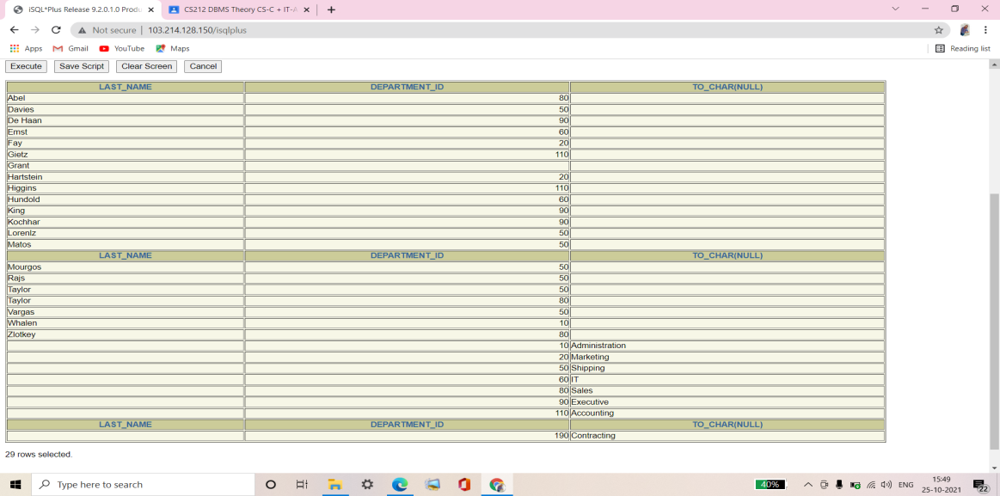 iSQL*Plus Release 9.2.0.1.0 Produ
CS212 DBMS Theory CS-C + IT-A
Not secure | 103.214.128.150/isqlplus
Apps Gmail YouTube Maps Reading list
Execute Save Script Clear Screen Cancel
LAST_NAME DEPARTMENT_ID TO_CHAR(NULL)
Abel 80
Davies 50
De Haan 90
Ernst 60
Fay 20
Gietz 110
Grant
Hartstein 20
Higgins 110
Hundold 60
King 90
Kochhar 90
Lorenlz 50
Matos 50
LAST_NAME DEPARTMENT_ID TO_CHAR(NULL)
Mourgos 50
Rajs 50
Taylor 50
Taylor 80
Vargas 50
Whalen 10
Zlotkey 80
10 Administration
20 Marketing
50 Shipping
60 IT
80 Sales
90 Executive
110 Accounting
LAST_NAME DEPARTMENT_ID TO_CHAR(NULL)
190 Contracting
29 rows selected.
Type here to search
40%
ENG
15:49
25-10-2021
22